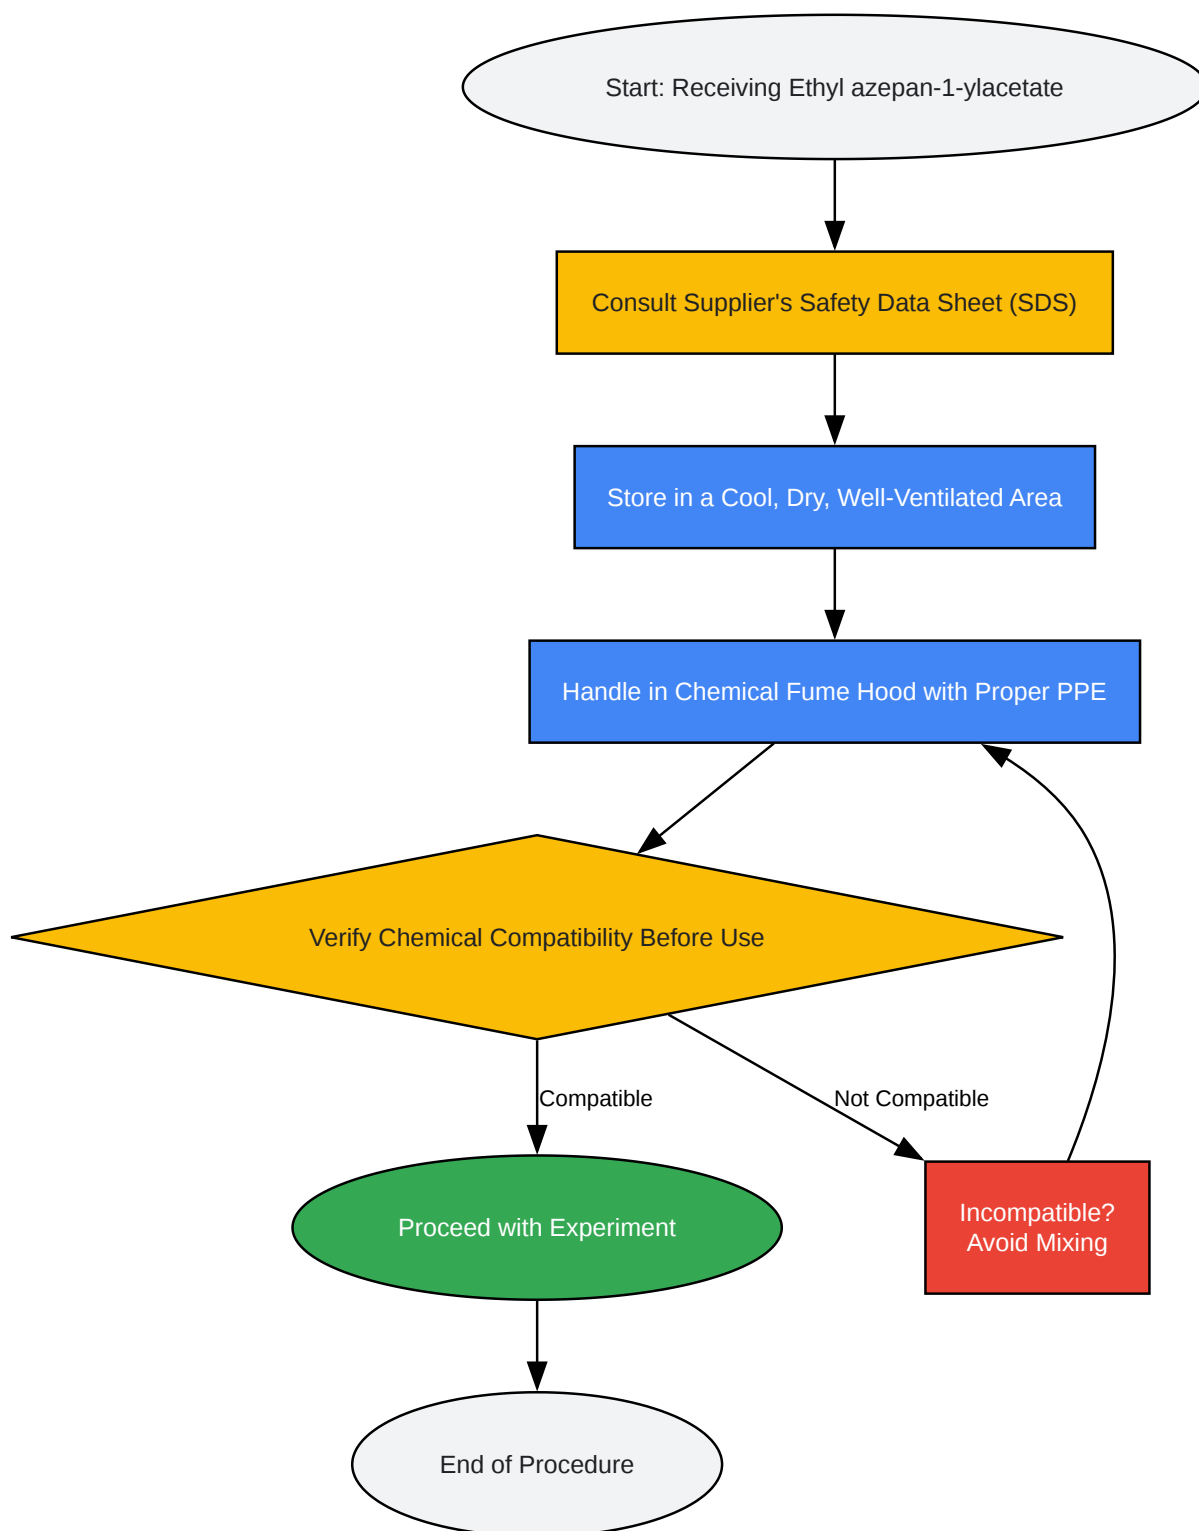 Start: Receiving Ethyl azepan-1-ylacetate
Consult Supplier's Safety Data Sheet (SDS)
Store in a Cool, Dry, Well-Ventilated Area
Handle in Chemical Fume Hood with Proper PPE
Verify Chemical Compatibility Before Use
Compatible
Not Compatible
Proceed with Experiment
Incompatible?
Avoid Mixing
End of Procedure